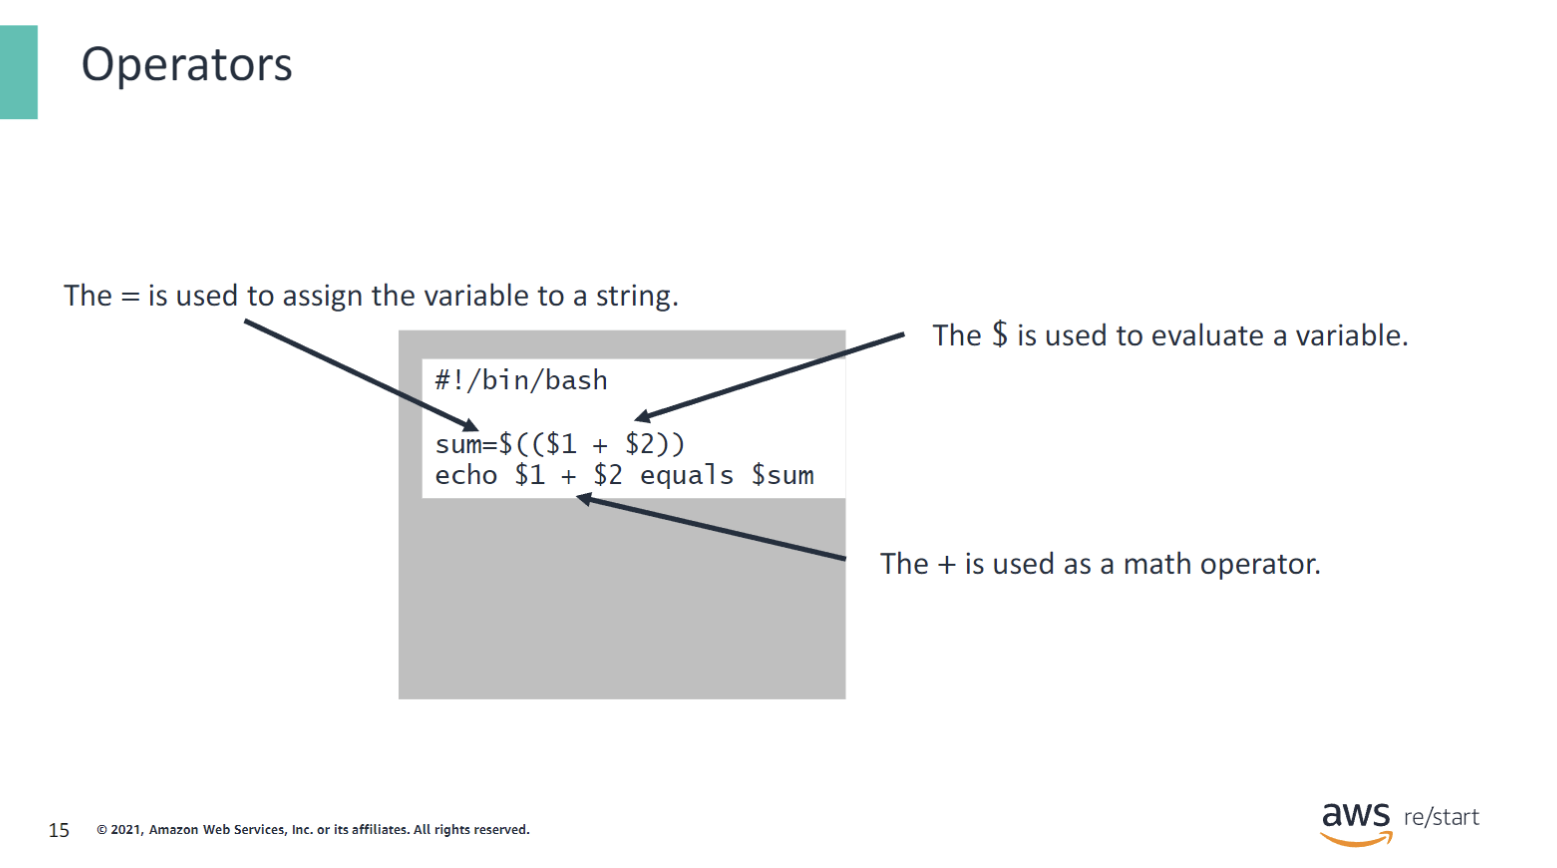 Operators
The = is used to assign the variable to a string.
The $ is used to evaluate a variable.
#!/bin/bash
sum=$(($1 + $2))
echo $1 + $2 equals $sum
The + is used as a math operator.
15 © 2021, Amazon Web Services, Inc. or its affiliates. All rights reserved.
aws re/start